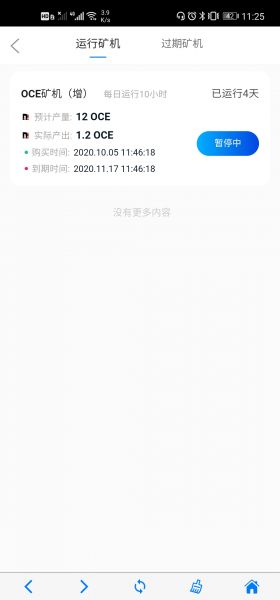 3.9
K/s
42
11:25
运行矿机
过期矿机
OCE矿机（增）
每日运行10小时
已运行4天
预计产量: 12 OCE
实际产出: 1.2 OCE
暂停中
购买时间: 2020.10.05 11:46:18
到期时间: 2020.11.17 11:46:18
没有更多内容